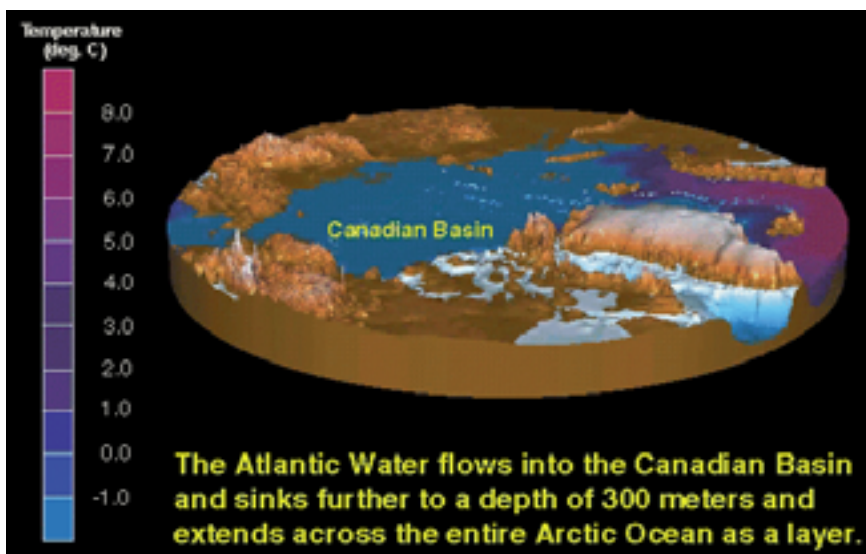 Temperature
(deg. C)
8.0
7.0
6.0
5.0
4.0
3.0
2.0
1.0
0.0
-1.0
Canadian Basin
The Atlantic Water flows into the Canadian Basin
and sinks further to a depth of 300 meters and
extends across the entire Arctic Ocean as a layer.